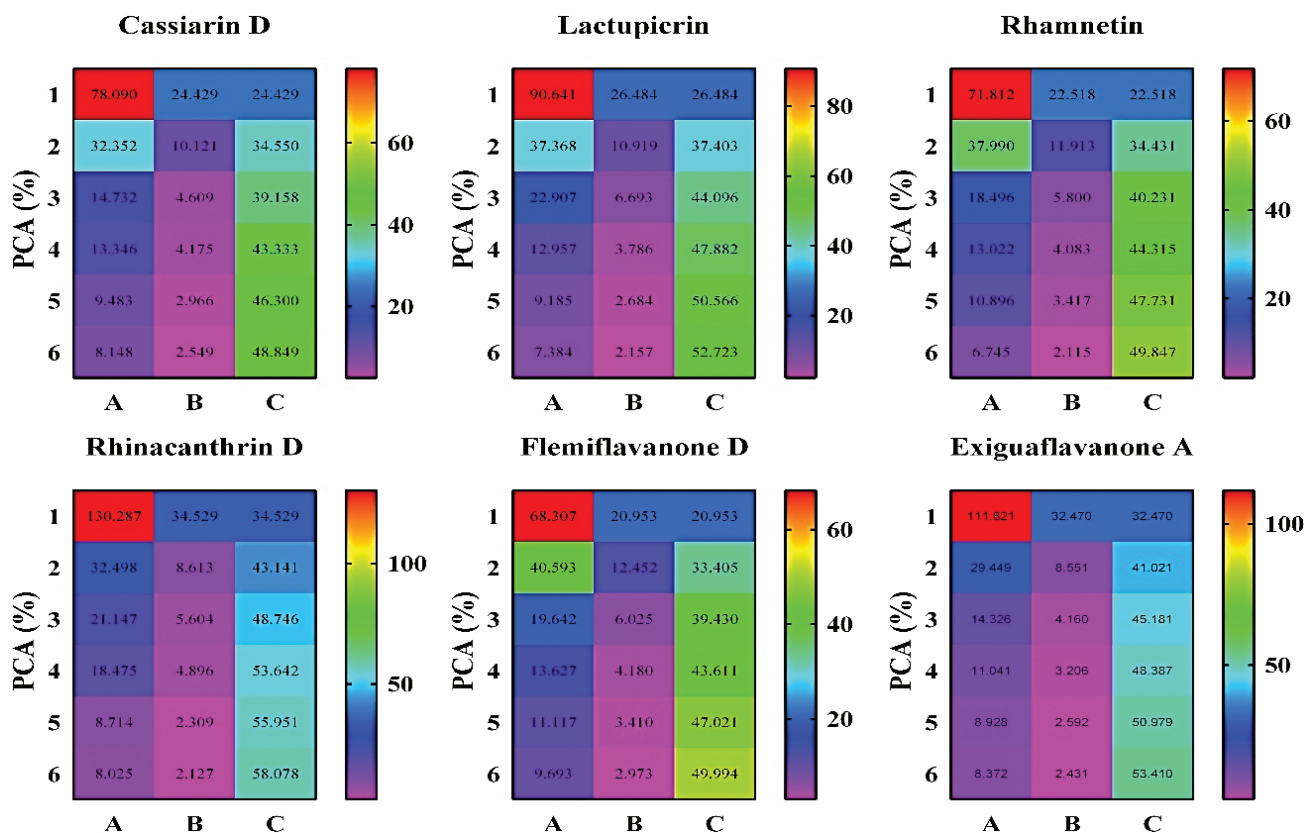 Cassiarin D
Lactupicrin
Rhamnetin
PCA (%)
1 78.090 24.429 24.429
2 32.352 10.121 34.550
3 14.732 4.609 39.158
4 13.346 4.175 43.333
5 9.483 2.966 46.300
6 8.148 2.549 48.849
A B C
60
40
20
PCA (%)
1 90.641 26.484 26.484
2 37.368 10.919 37.403
3 22.907 6.693 44.096
4 12.957 3.786 47.882
5 9.185 2.684 50.566
6 7.384 2.157 52.723
A B C
80
60
40
20
PCA (%)
1 71.812 22.518 22.518
2 37.990 11.913 34.431
3 18.496 5.800 40.231
4 13.022 4.083 44.315
5 10.896 3.417 47.731
6 6.745 2.115 49.847
A B C
60
40
20
Rhinacanthrin D
Flemiflavanone D
Exiguaflavanone A
PCA (%)
1 130.287 34.529 34.529
2 32.498 8.613 43.141
3 21.147 5.604 48.746
4 18.475 4.896 53.642
5 8.714 2.309 55.951
6 8.025 2.127 58.078
A B C
100
50
PCA (%)
1 68.307 20.953 20.953
2 40.593 12.452 33.405
3 19.642 6.025 39.430
4 13.627 4.180 43.611
5 11.117 3.410 47.021
6 9.693 2.973 49.994
A B C
60
40
20
PCA (%)
1 111.821 32.470 32.470
2 29.449 8.551 41.021
3 14.326 4.160 45.181
4 11.041 3.206 48.387
5 8.928 2.592 50.979
6 8.372 2.431 53.410
A B C
100
50